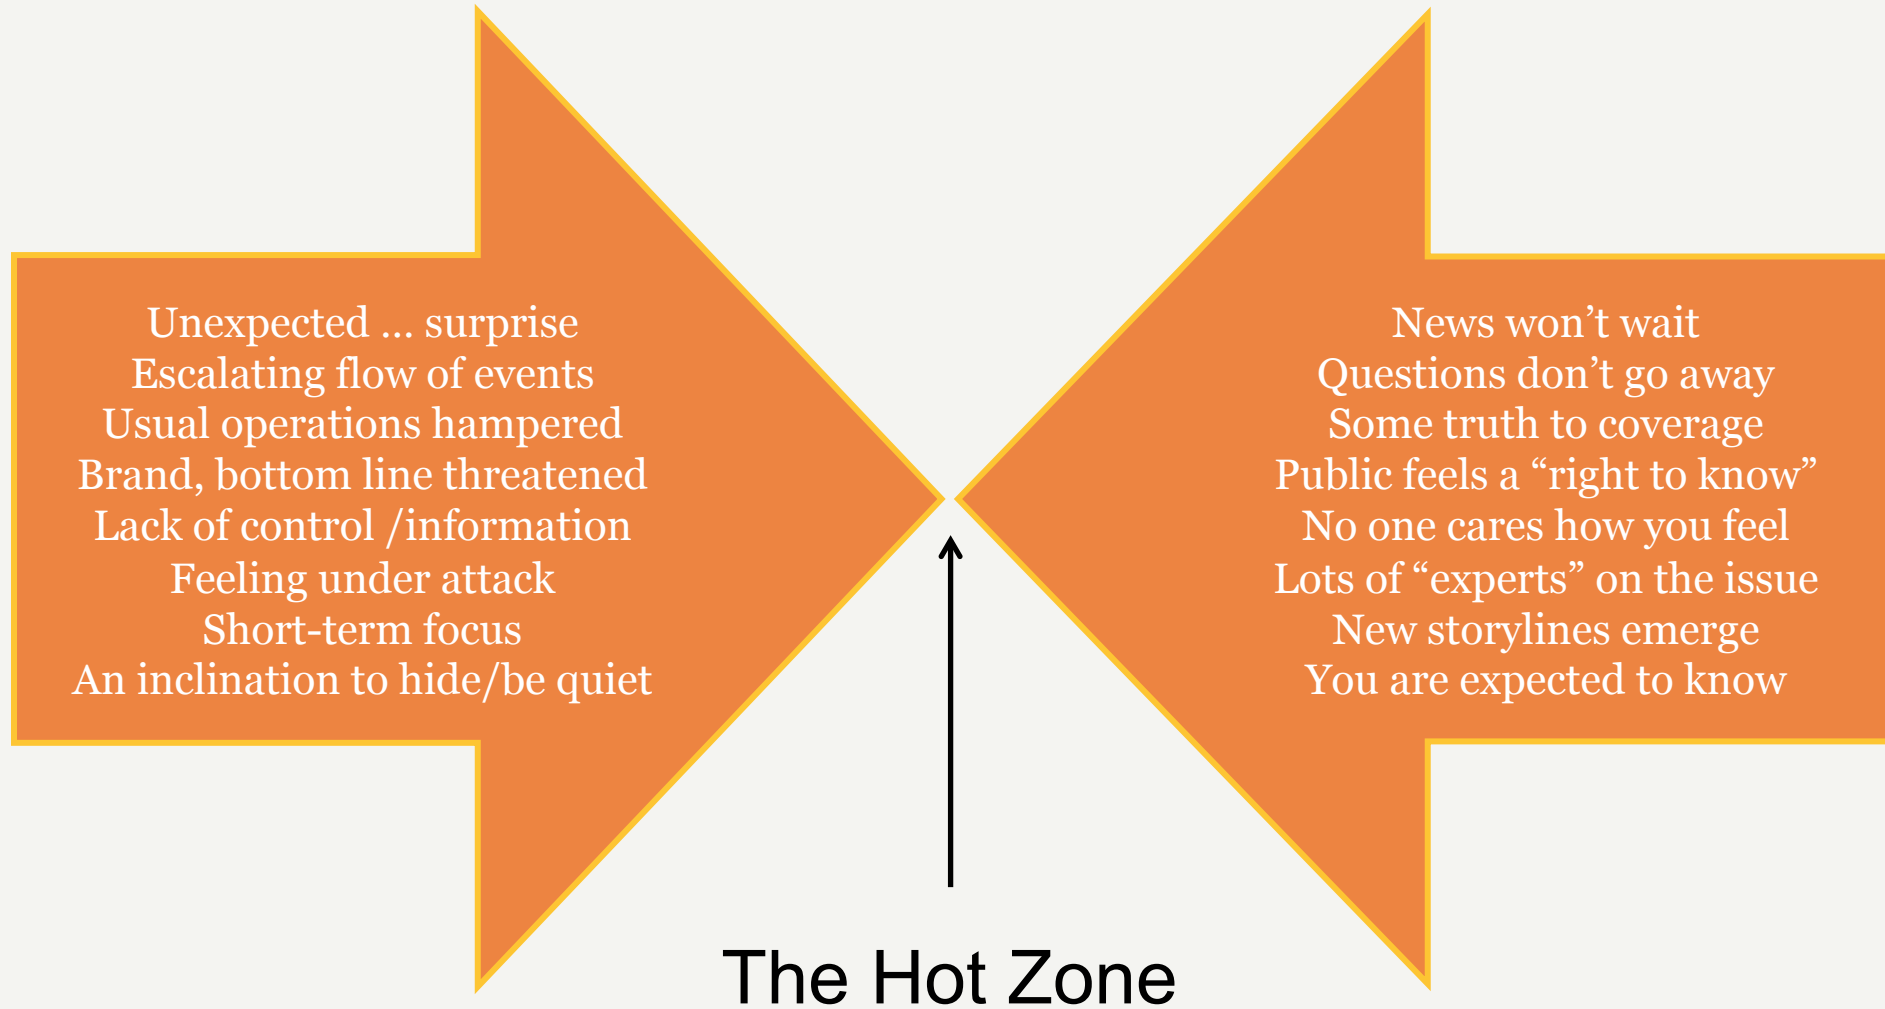 Unexpected ... surprise
Escalating flow of events
Usual operations hampered
Brand, bottom line threatened
Lack of control /information
Feeling under attack
Short-term focus
An inclination to hide/be quiet
News won’t wait
Questions don’t go away
Some truth to coverage
Public feels a “right to know”
No one cares how you feel
Lots of “experts” on the issue
New storylines emerge
You are expected to know
The Hot Zone